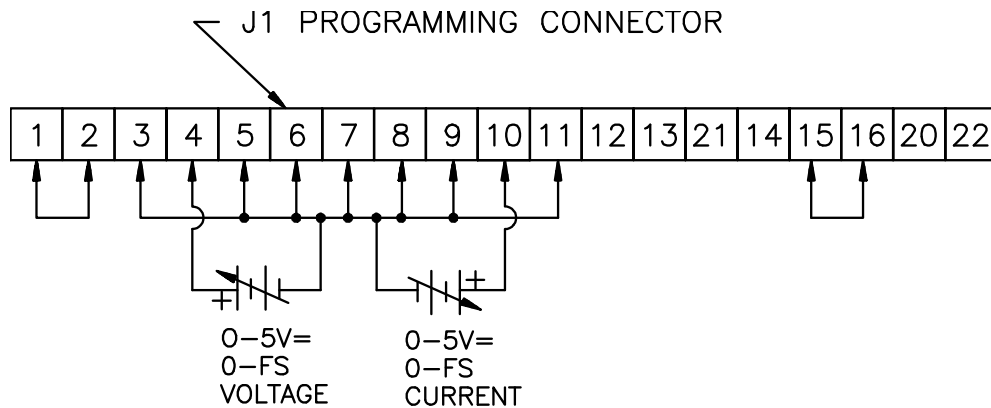 J1 PROGRAMMING CONNECTOR
1 2 3 4 5 6 7 8 9 10 11 12 13 21 14 15 16 20 22
+
+
0-5V=
0-FS
VOLTAGE
0-5V=
0-FS
CURRENT